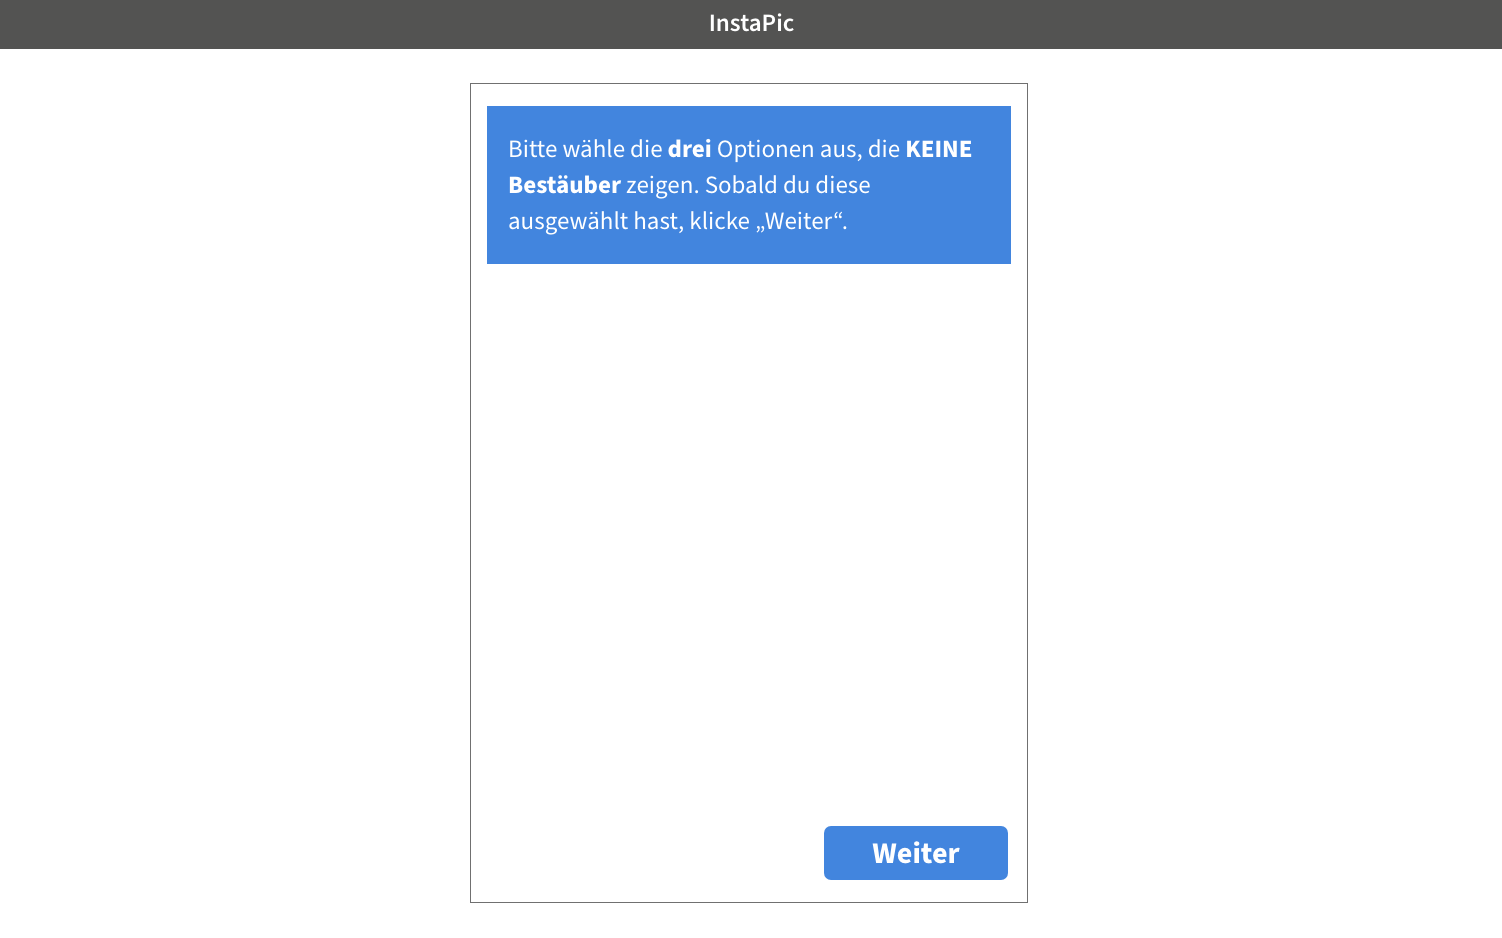 InstaPic
Bitte wähle die drei Optionen aus, die KEINE
Bestäuber zeigen. Sobald du diese
ausgewählt hast, klicke „Weiter“.
Weiter